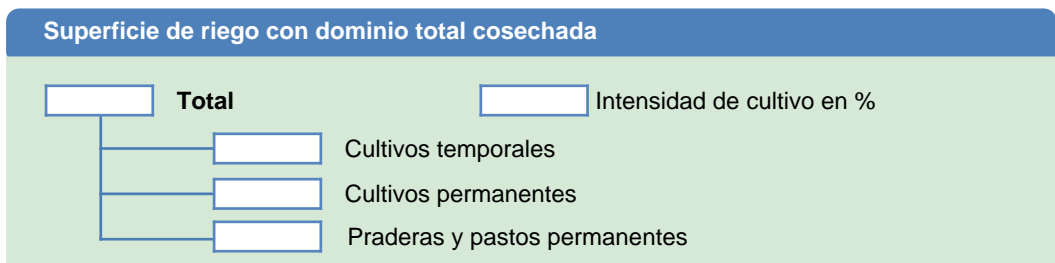 Superficie de riego con dominio total cosechada
Total Intensidad de cultivo en %
Cultivos temporales
Cultivos permanentes
Praderas y pastos permanentes